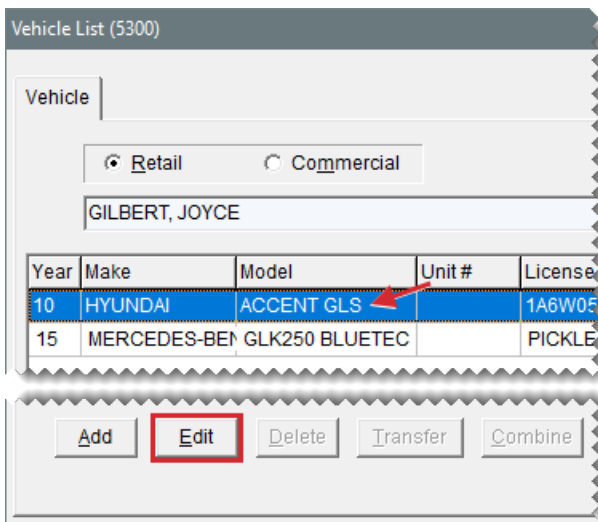 Vehicle List (5300)
Vehicle
Retail Commercial
GILBERT, JOYCE
Year Make Model Unit # License
10 HYUNDAI ACCENT GLS 1A6W05
15 MERCEDES-BEN GLK250 BLUETEC PICKLE
Add Edit Delete Transfer Combine